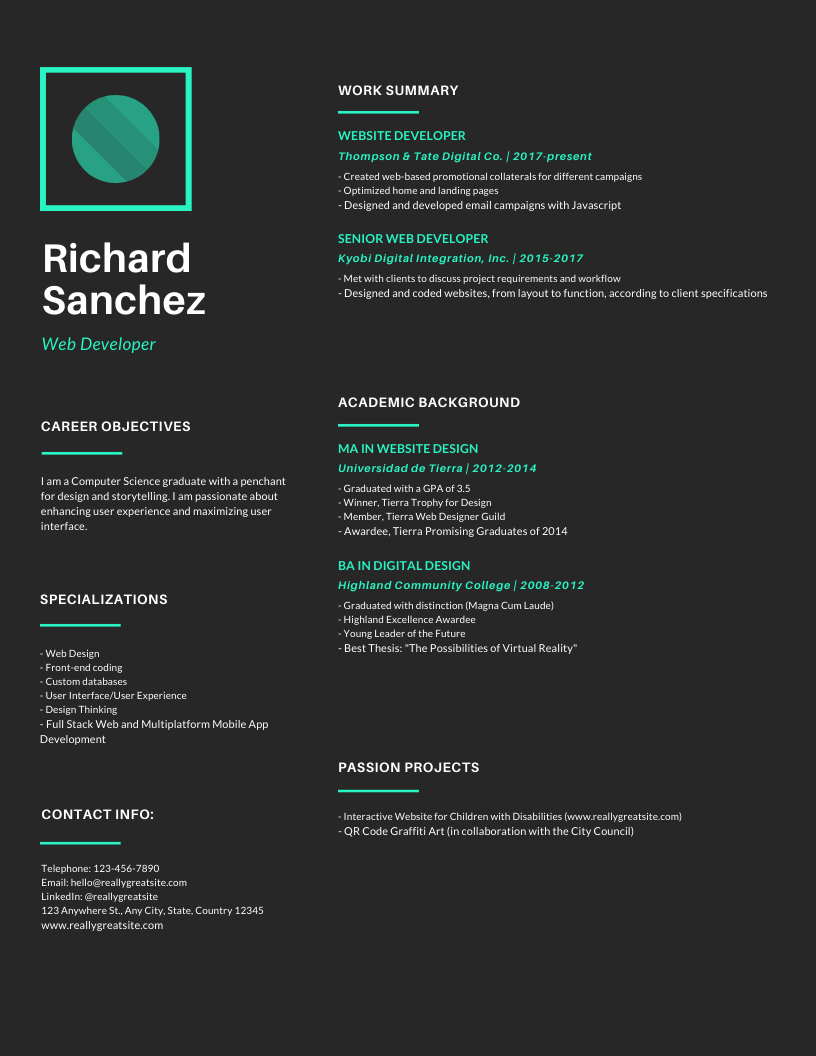 Richard
Sanchez
Web Developer
CAREER OBJECTIVES
I am a Computer Science graduate with a penchant
for design and storytelling. I am passionate about
enhancing user experience and maximizing user
interface.
SPECIALIZATIONS
- Web Design
- Front-end coding
- Custom databases
- User Interface/User Experience
- Design Thinking
- Full Stack Web and Multiplatform Mobile App
Development
CONTACT INFO:
Telephone: 123-456-7890
Email: hello@reallygreatsite.com
LinkedIn: @reallygreatsite
123 Anywhere St., Any City, State, Country 12345
www.reallygreatsite.com
WORK SUMMARY
WEBSITE DEVELOPER
Thompson & Tate Digital Co. | 2017-present
- Created web-based promotional collaterals for different campaigns
- Optimized home and landing pages
- Designed and developed email campaigns with Javascript
SENIOR WEB DEVELOPER
Kyobi Digital Integration, Inc. | 2015-2017
- Met with clients to discuss project requirements and workflow
- Designed and coded websites, from layout to function, according to client specifications
ACADEMIC BACKGROUND
MA IN WEBSITE DESIGN
Universidad de Tierra | 2012-2014
- Graduated with a GPA of 3.5
- Winner, Tierra Trophy for Design
- Member, Tierra Web Designer Guild
- Awardee, Tierra Promising Graduates of 2014
BA IN DIGITAL DESIGN
Highland Community College | 2008-2012
- Graduated with distinction (Magna Cum Laude)
- Highland Excellence Awardee
- Young Leader of the Future
- Best Thesis: "The Possibilities of Virtual Reality"
PASSION PROJECTS
- Interactive Website for Children with Disabilities (www.reallygreatsite.com)
- QR Code Graffiti Art (in collaboration with the City Council)